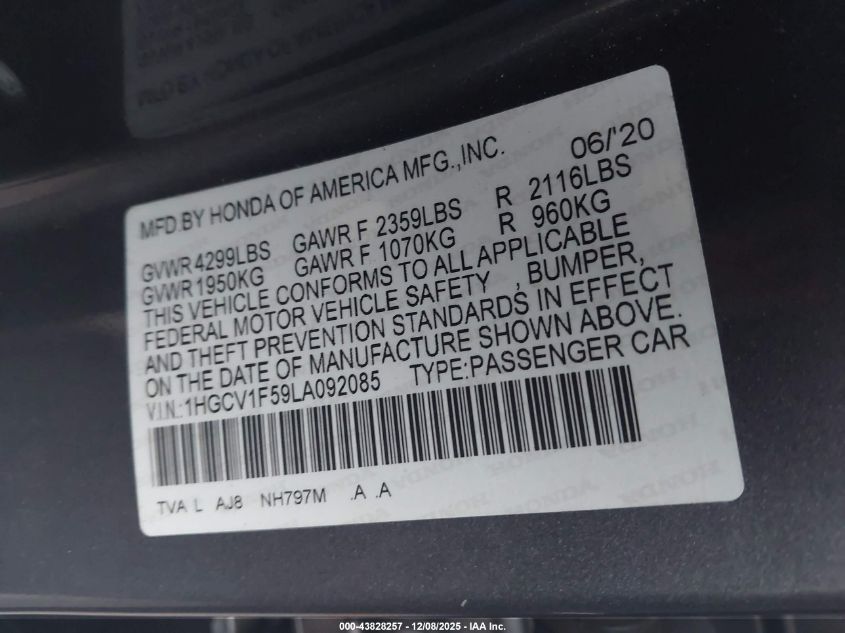 MFD.BY HONDA OF AMERICA MFG.,INC. 06/'20
GVWR 4299LBS GAWR F 2359LBS R 2116LBS
GVWR 1950KG GAWR F 1070KG R 960KG
THIS VEHICLE CONFORMS TO ALL APPLICABLE
FEDERAL MOTOR VEHICLE SAFETY , BUMPER,
AND THEFT PREVENTION STANDARDS IN EFFECT
ON THE DATE OF MANUFACTURE SHOWN ABOVE.
V.I.N.:1HGCV1F59LA092085 TYPE:PASSENGER CAR
TVA L AJ8 NH797M .A .A
000-43828257 - 12/08/2025 - IAA Inc.